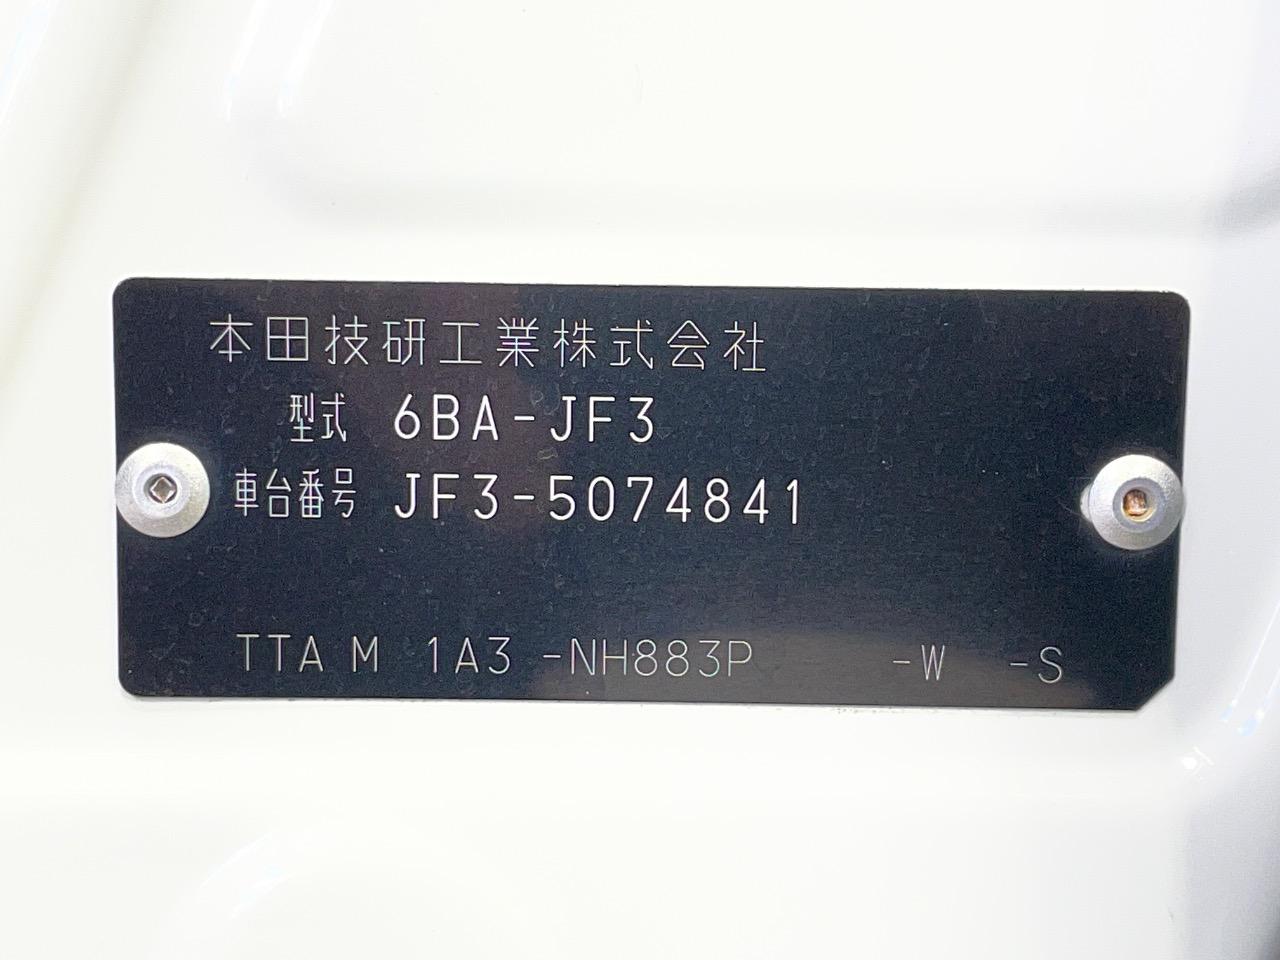 本田技研工業株式会社
型式 6BA-JF3
車台番号 JF3-5074841
TTA M 1A3 -NH883P -W -S